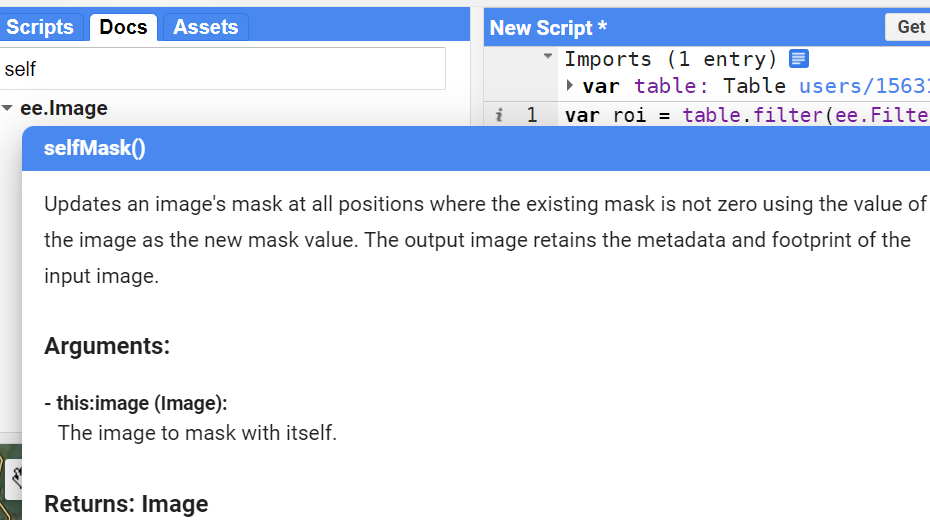 Scripts Docs Assets
New Script *
Get
self
Imports (1 entry)
var table: Table users/1563
ee.Image
i 1 var roi = table.filter(ee.Filte
selfMask()
Updates an image's mask at all positions where the existing mask is not zero using the value of
the image as the new mask value. The output image retains the metadata and footprint of the
input image.
Arguments:
- this:image (Image):
The image to mask with itself.
Returns: Image